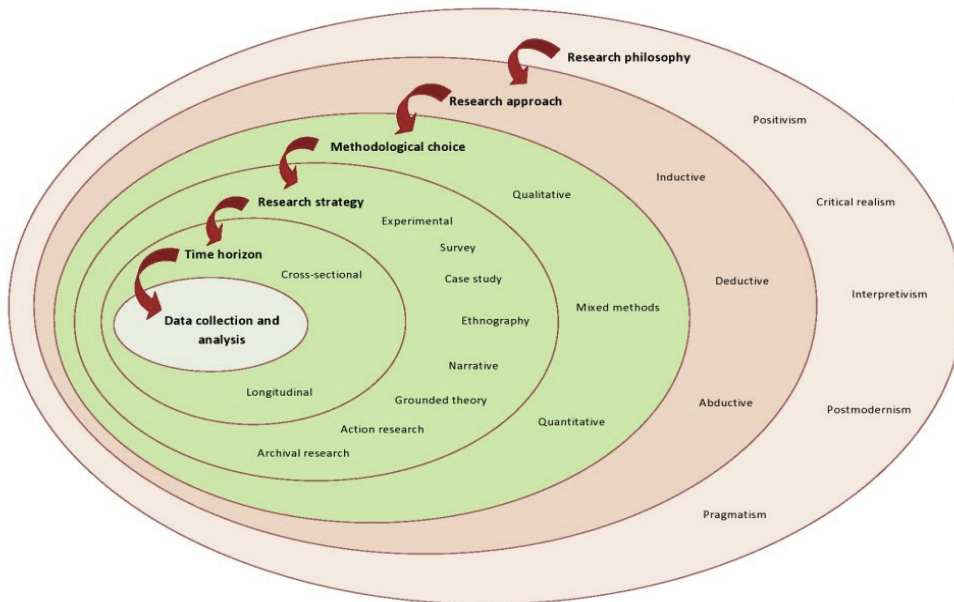 Research philosophy
Research approach
Positivism
Methodological choice
Inductive
Qualitative
Research strategy
Critical realism
Experimental
Survey
Time horizon
Cross-sectional
Case study
Deductive
Interpretivism
Mixed methods
Data collection and
analysis
Ethnography
Narrative
Longitudinal
Grounded theory
Abductive
Postmodernism
Quantitative
Action research
Archival research
Pragmatism